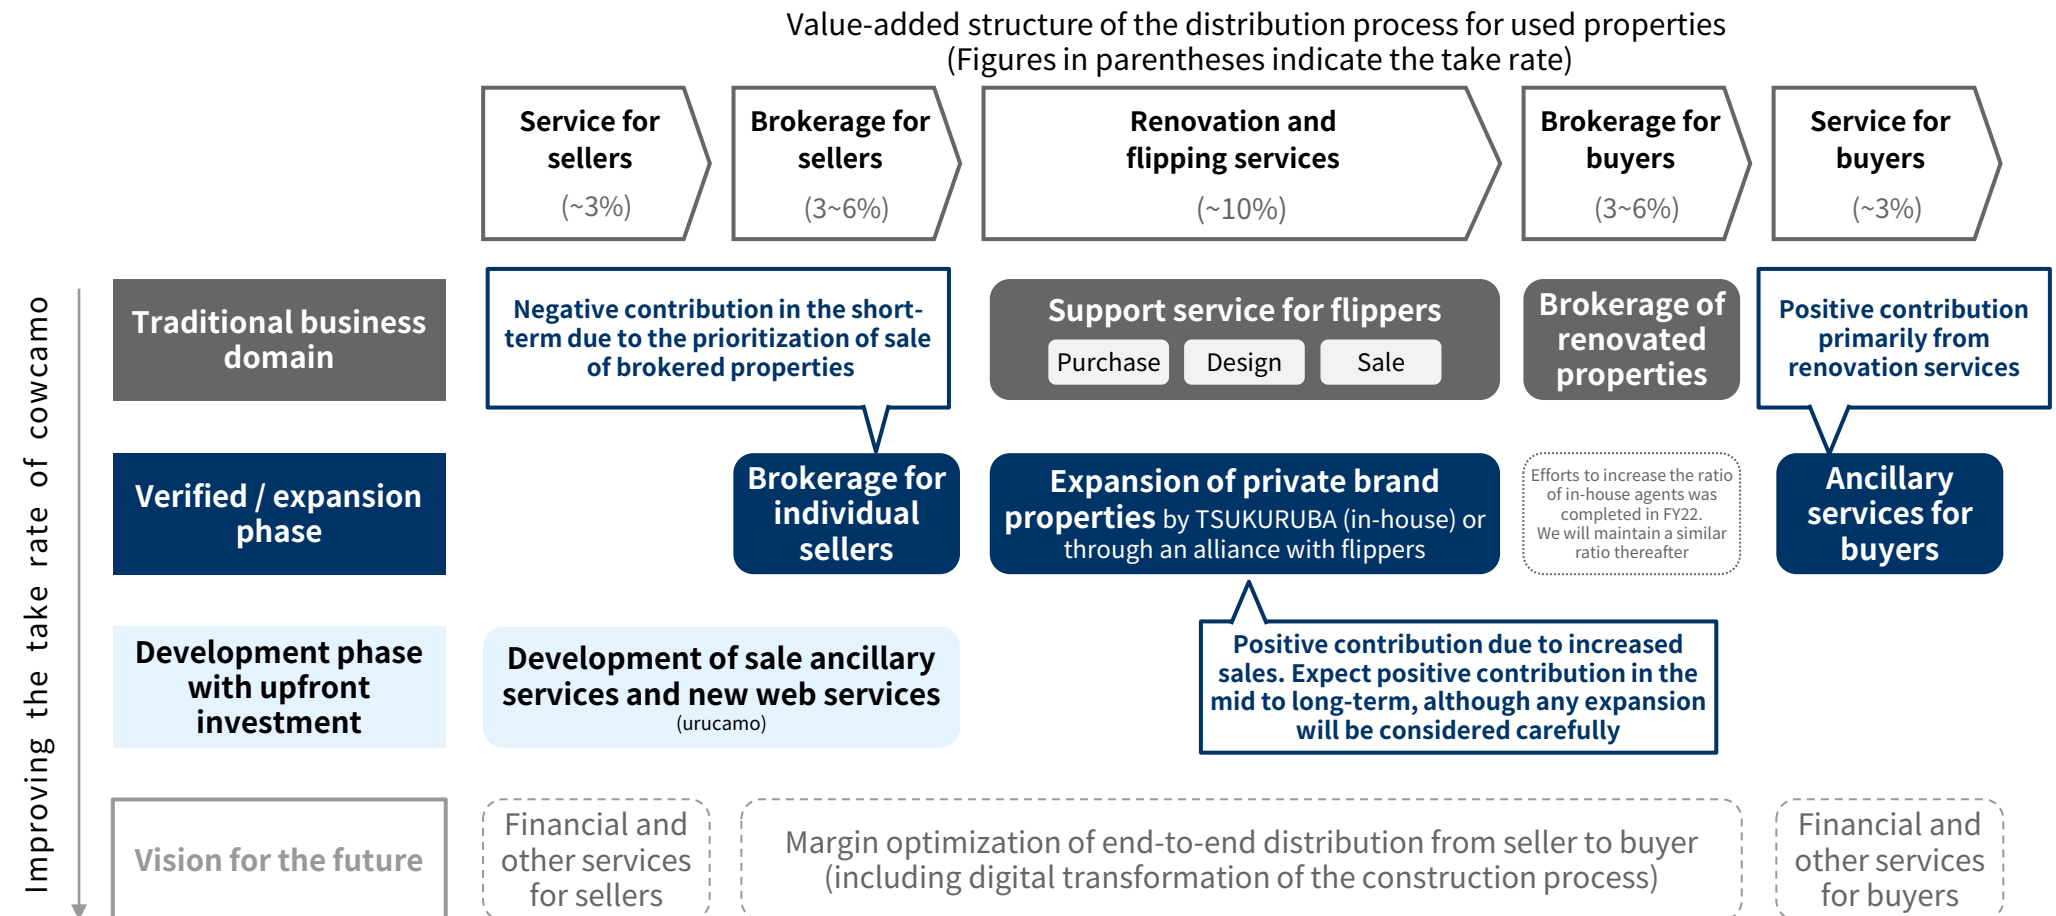 Value-added structure of the distribution process for used properties
(Figures in parentheses indicate the take rate)
Service for
sellers
(~3%)
Brokerage for
sellers
(3~6%)
Renovation and
flipping services
(~10%)
Brokerage for
buyers
(3~6%)
Service for
buyers
(~3%)
Improving the take rate of cowcamo
Traditional business
domain
Negative contribution in the short-
term due to the prioritization of sale
of brokered properties
Support service for flippers
Purchase
Design
Sale
Brokerage of
renovated
properties
Positive contribution
primarily from
renovation services
Verified / expansion
phase
Brokerage for
individual
sellers
Expansion of private brand
properties by TSUKURUBA (in-house) or
through an alliance with flippers
Efforts to increase the ratio
of in-house agents was
completed in FY22.
We will maintain a similar
ratio thereafter
Ancillary
services for
buyers
Development phase
with upfront
investment
Development of sale ancillary
services and new web services
(urucamo)
Positive contribution due to increased
sales. Expect positive contribution in the
mid to long-term, although any expansion
will be considered carefully
Vision for the future
Financial and
other services
for sellers
Margin optimization of end-to-end distribution from seller to buyer
(including digital transformation of the construction process)
Financial and
other services
for buyers